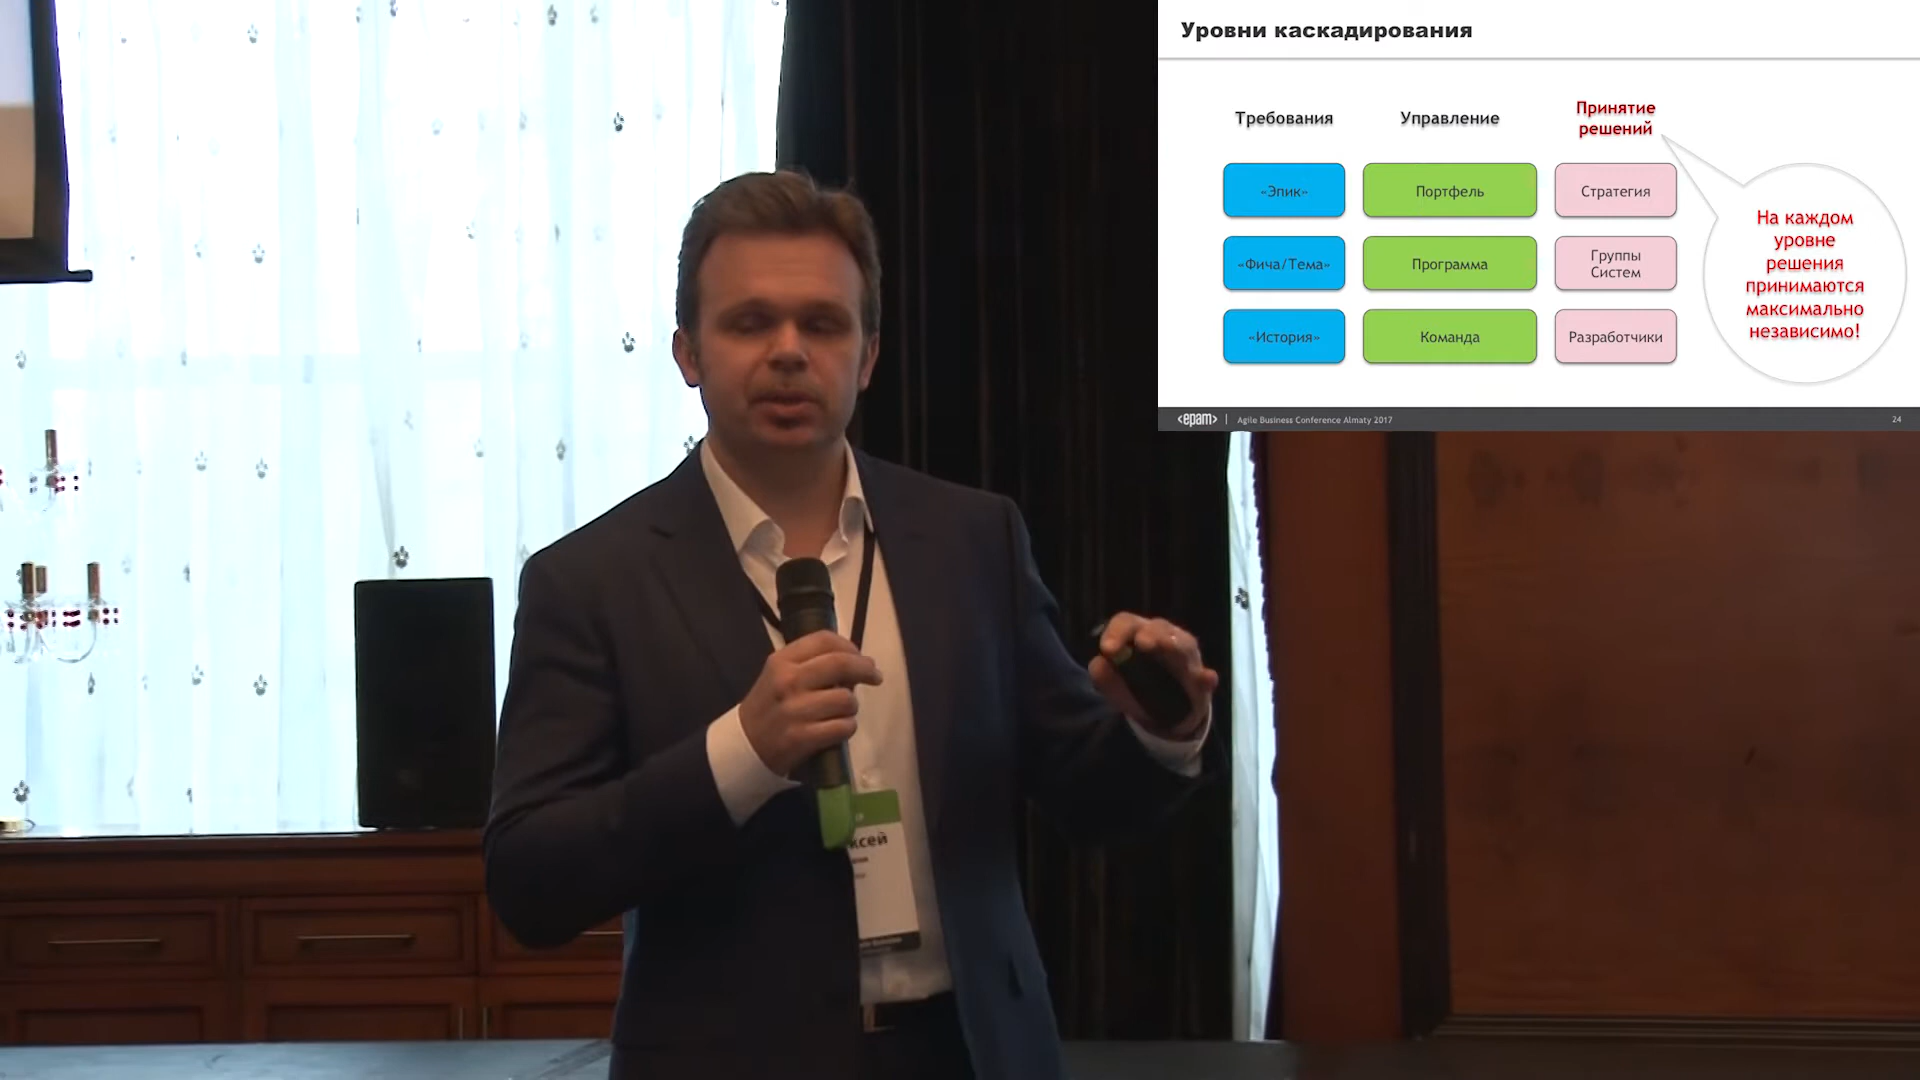 Уровни каскадирования
Требования
Управление
Принятие
решений
«Эпик»
Портфель
Стратегия
«Фича/Тема»
Программа
Группы
Систем
«История»
Команда
Разработчики
На каждом
уровне
решения
принимаются
максимально
независимо!
<epam>
Agile Business Conference Almaty 2017
24
ксей